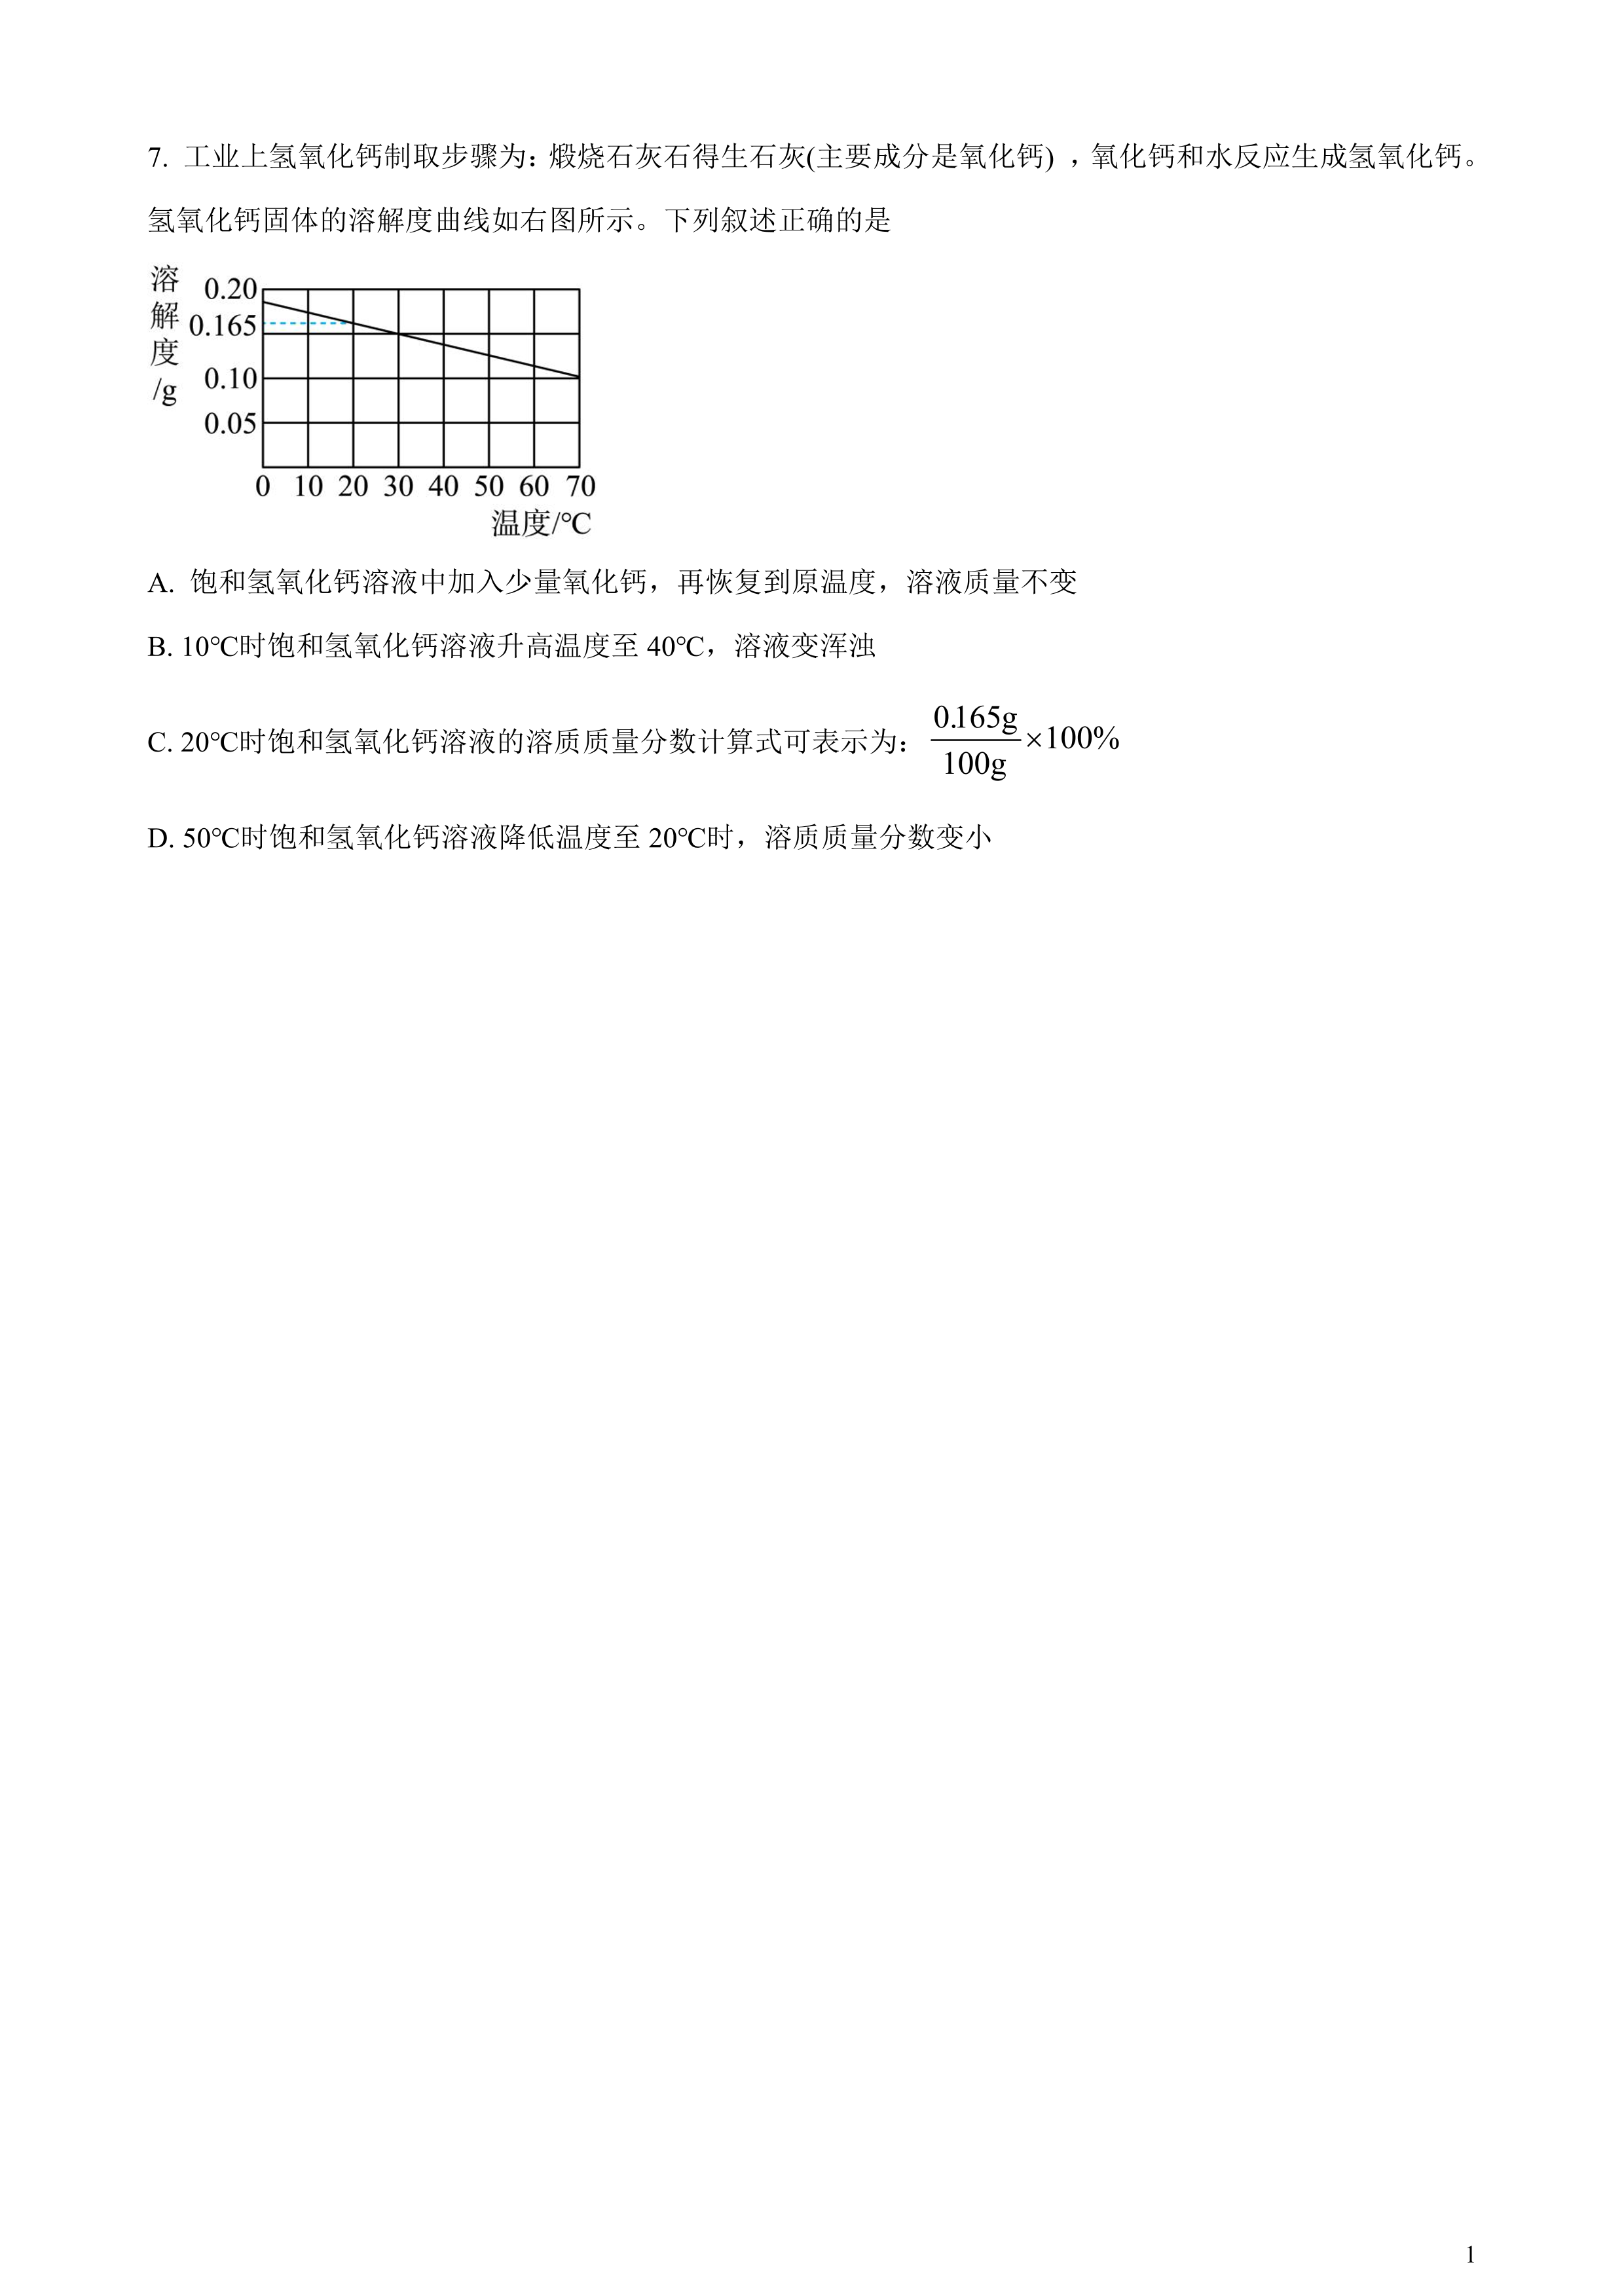 7. 工业上氢氧化钙制取步骤为：煅烧石灰石得生石灰(主要成分是氧化钙) ，氧化钙和水反应生成氢氧化钙。
氢氧化钙固体的溶解度曲线如右图所示。下列叙述正确的是
溶解度/g
0.20
0.165
0.10
0.05
0 10 20 30 40 50 60 70
温度/℃
A. 饱和氢氧化钙溶液中加入少量氧化钙，再恢复到原温度，溶液质量不变
B. 10℃时饱和氢氧化钙溶液升高温度至 40℃，溶液变浑浊
C. 20℃时饱和氢氧化钙溶液的溶质质量分数计算式可表示为：0.165g/100g×100%
D. 50℃时饱和氢氧化钙溶液降低温度至 20℃时，溶质质量分数变小
1